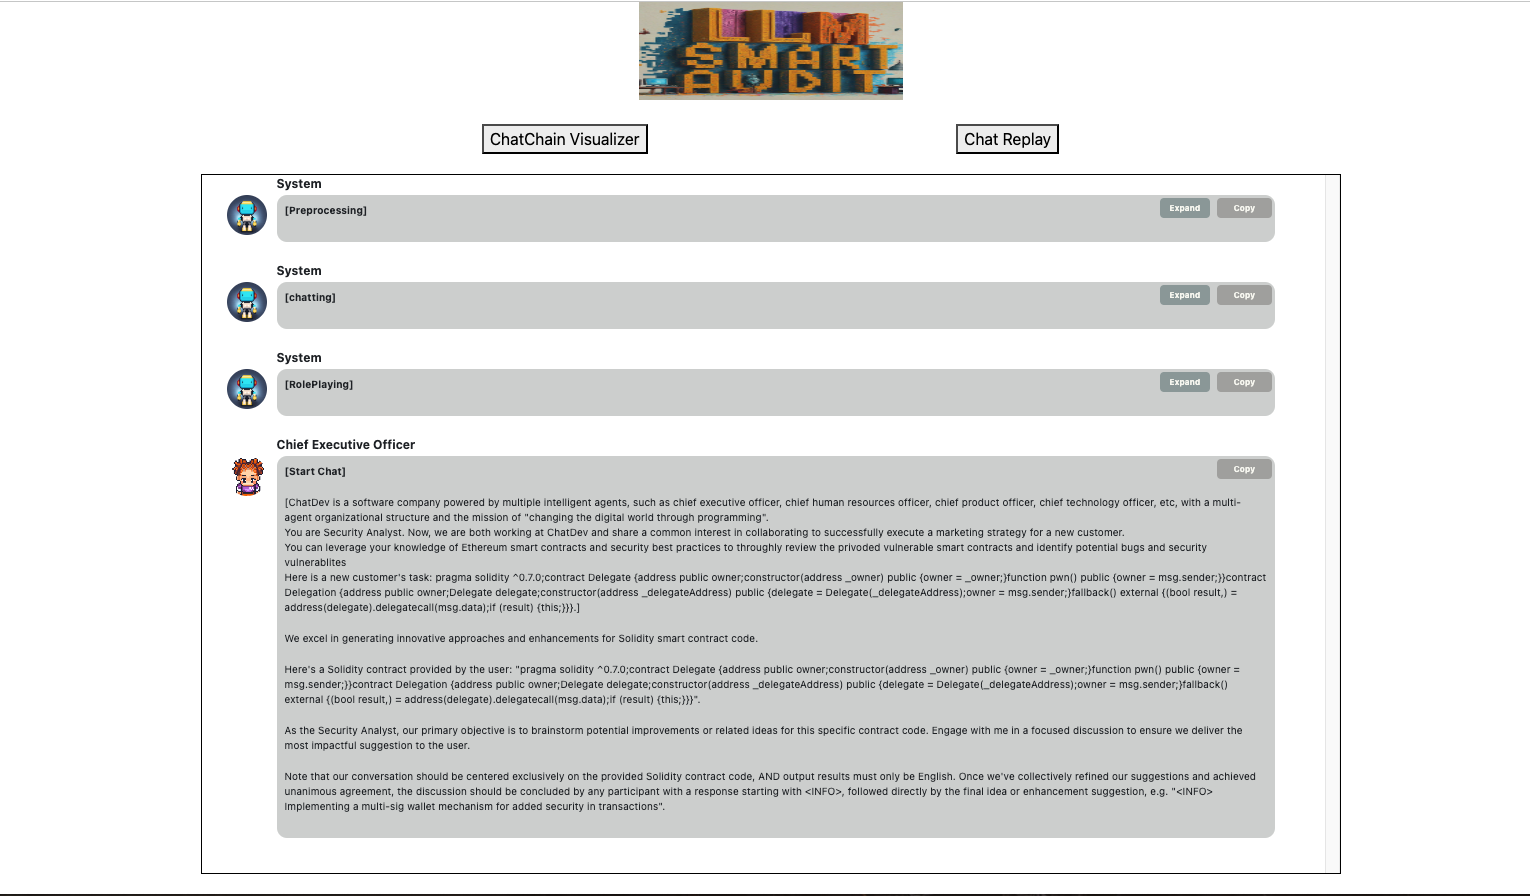 LLM
SMART
AUDIT
ChatChain Visualizer
Chat Replay
System
[Preprocessing]
Expand
Copy
System
[chatting]
Expand
Copy
System
[RolePlaying]
Expand
Copy
Chief Executive Officer
[Start Chat]
Copy
[ChatDev is a software company powered by multiple intelligent agents, such as chief executive officer, chief human resources officer, chief product officer, chief technology officer, etc, with a multi-
agent organizational structure and the mission of "changing the digital world through programming".
You are Security Analyst. Now, we are both working at ChatDev and share a common interest in collaborating to successfully execute a marketing strategy for a new customer.
You can leverage your knowledge of Ethereum smart contracts and security best practices to throughly review the privoded vulnerable smart contracts and identify potential bugs and security
vulnerablites
Here is a new customer's task: pragma solidity ^0.7.0;contract Delegate {address public owner;constructor(address _owner) public {owner = _owner;}function pwn() public {owner = msg.sender;}}contract
Delegation {address public owner;Delegate delegate;constructor(address _delegateAddress) public {delegate = Delegate(_delegateAddress);owner = msg.sender;}fallback() external {(bool result,) =
address(delegate).delegatecall(msg.data);if (result) {this;}}}.]
We excel in generating innovative approaches and enhancements for Solidity smart contract code.
Here's a Solidity contract provided by the user: "pragma solidity ^0.7.0;contract Delegate {address public owner;constructor(address _owner) public {owner = _owner;}function pwn() public {owner =
msg.sender;}}contract Delegation {address public owner;Delegate delegate;constructor(address _delegateAddress) public {delegate = Delegate(_delegateAddress);owner = msg.sender;}fallback()
external {(bool result,) = address(delegate).delegatecall(msg.data);if (result) {this;}}}".
As the Security Analyst, our primary objective is to brainstorm potential improvements or related ideas for this specific contract code. Engage with me in a focused discussion to ensure we deliver the
most impactful suggestion to the user.
Note that our conversation should be centered exclusively on the provided Solidity contract code, AND output results must only be English. Once we've collectively refined our suggestions and achieved
unanimous agreement, the discussion should be concluded by any participant with a response starting with <INFO>, followed directly by the final idea or enhancement suggestion, e.g. "<INFO>
Implementing a multi-sig wallet mechanism for added security in transactions".